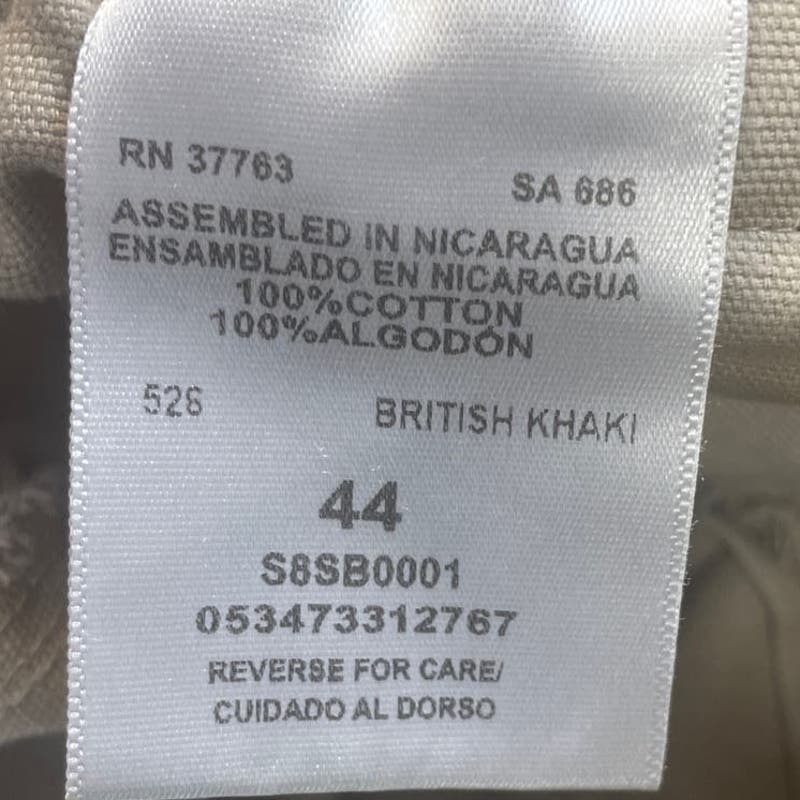 RN 37763
SA 686
ASSEMBLED IN NICARAGUA
ENSAMBLADO EN NICARAGUA
100%COTTON
100%ALGODÓN
526 BRITISH KHAKI
44
S8SB0001
053473312767
REVERSE FOR CARE/
CUIDADO AL DORSO